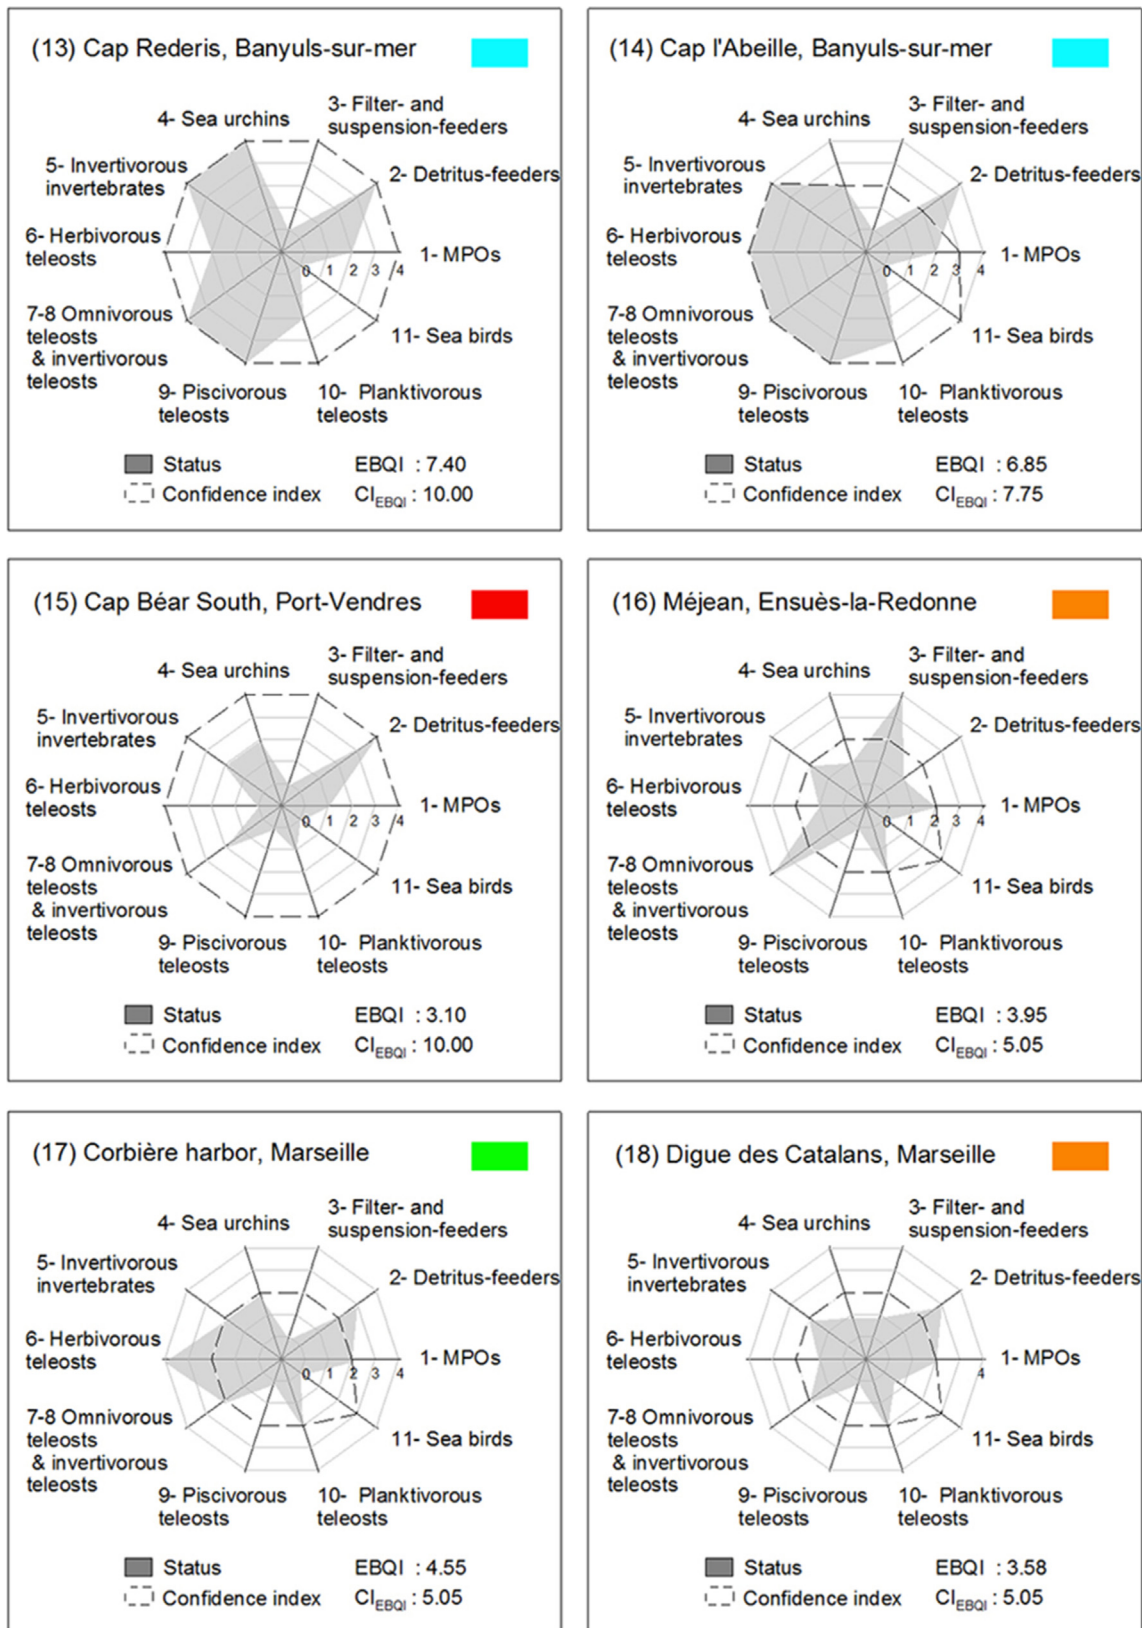 (13) Cap Rederis, Banyuls-sur-mer
3- Filter- and
suspension-feeders
4- Sea urchins
5- Invertivorous
invertebrates
2- Detritus-feeders
6- Herbivorous
teleosts
1- MPOs
0 1 2 3 4
7-8 Omnivorous
teleosts
& invertivorous
teleosts
11- Sea birds
9- Piscivorous
teleosts
10- Planktivorous
teleosts
Status
EBQI : 7.40
Confidence index
CI_EBQI : 10.00
(14) Cap l'Abeille, Banyuls-sur-mer
3- Filter- and
suspension-feeders
4- Sea urchins
5- Invertivorous
invertebrates
2- Detritus-feeders
6- Herbivorous
teleosts
1- MPOs
0 1 2 3 4
7-8 Omnivorous
teleosts
& invertivorous
teleosts
11- Sea birds
9- Piscivorous
teleosts
10- Planktivorous
teleosts
Status
EBQI : 6.85
Confidence index
CI_EBQI : 7.75
(15) Cap Béar South, Port-Vendres
3- Filter- and
suspension-feeders
4- Sea urchins
5- Invertivorous
invertebrates
2- Detritus-feeders
6- Herbivorous
teleosts
1- MPOs
0 1 2 3 4
7-8 Omnivorous
teleosts
& invertivorous
teleosts
11- Sea birds
9- Piscivorous
teleosts
10- Planktivorous
teleosts
Status
EBQI : 3.10
Confidence index
CI_EBQI : 10.00
(16) Méjean, Ensuès-la-Redonne
3- Filter- and
suspension-feeders
4- Sea urchins
5- Invertivorous
invertebrates
2- Detritus-feeders
6- Herbivorous
teleosts
1- MPOs
0 1 2 3 4
7-8 Omnivorous
teleosts
& invertivorous
teleosts
11- Sea birds
9- Piscivorous
teleosts
10- Planktivorous
teleosts
Status
EBQI : 3.95
Confidence index
CI_EBQI : 5.05
(17) Corbière harbor, Marseille
3- Filter- and
suspension-feeders
4- Sea urchins
5- Invertivorous
invertebrates
2- Detritus-feeders
6- Herbivorous
teleosts
1- MPOs
0 1 2 3 4
7-8 Omnivorous
teleosts
& invertivorous
teleosts
11- Sea birds
9- Piscivorous
teleosts
10- Planktivorous
teleosts
Status
EBQI : 4.55
Confidence index
CI_EBQI : 5.05
(18) Digue des Catalans, Marseille
3- Filter- and
suspension-feeders
4- Sea urchins
5- Invertivorous
invertebrates
2- Detritus-feeders
6- Herbivorous
teleosts
1- MPOs
0 1 2 3 4
7-8 Omnivorous
teleosts
& invertivorous
teleosts
11- Sea birds
9- Piscivorous
teleosts
10- Planktivorous
teleosts
Status
EBQI : 3.58
Confidence index
CI_EBQI : 5.05